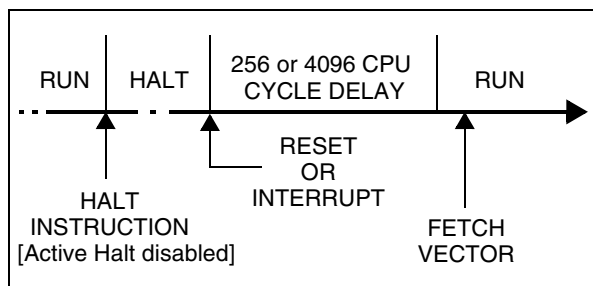 RUN
HALT
256 or 4096 CPU
CYCLE DELAY
RUN
RESET
OR
INTERRUPT
HALT
INSTRUCTION
[Active Halt disabled]
FETCH
VECTOR